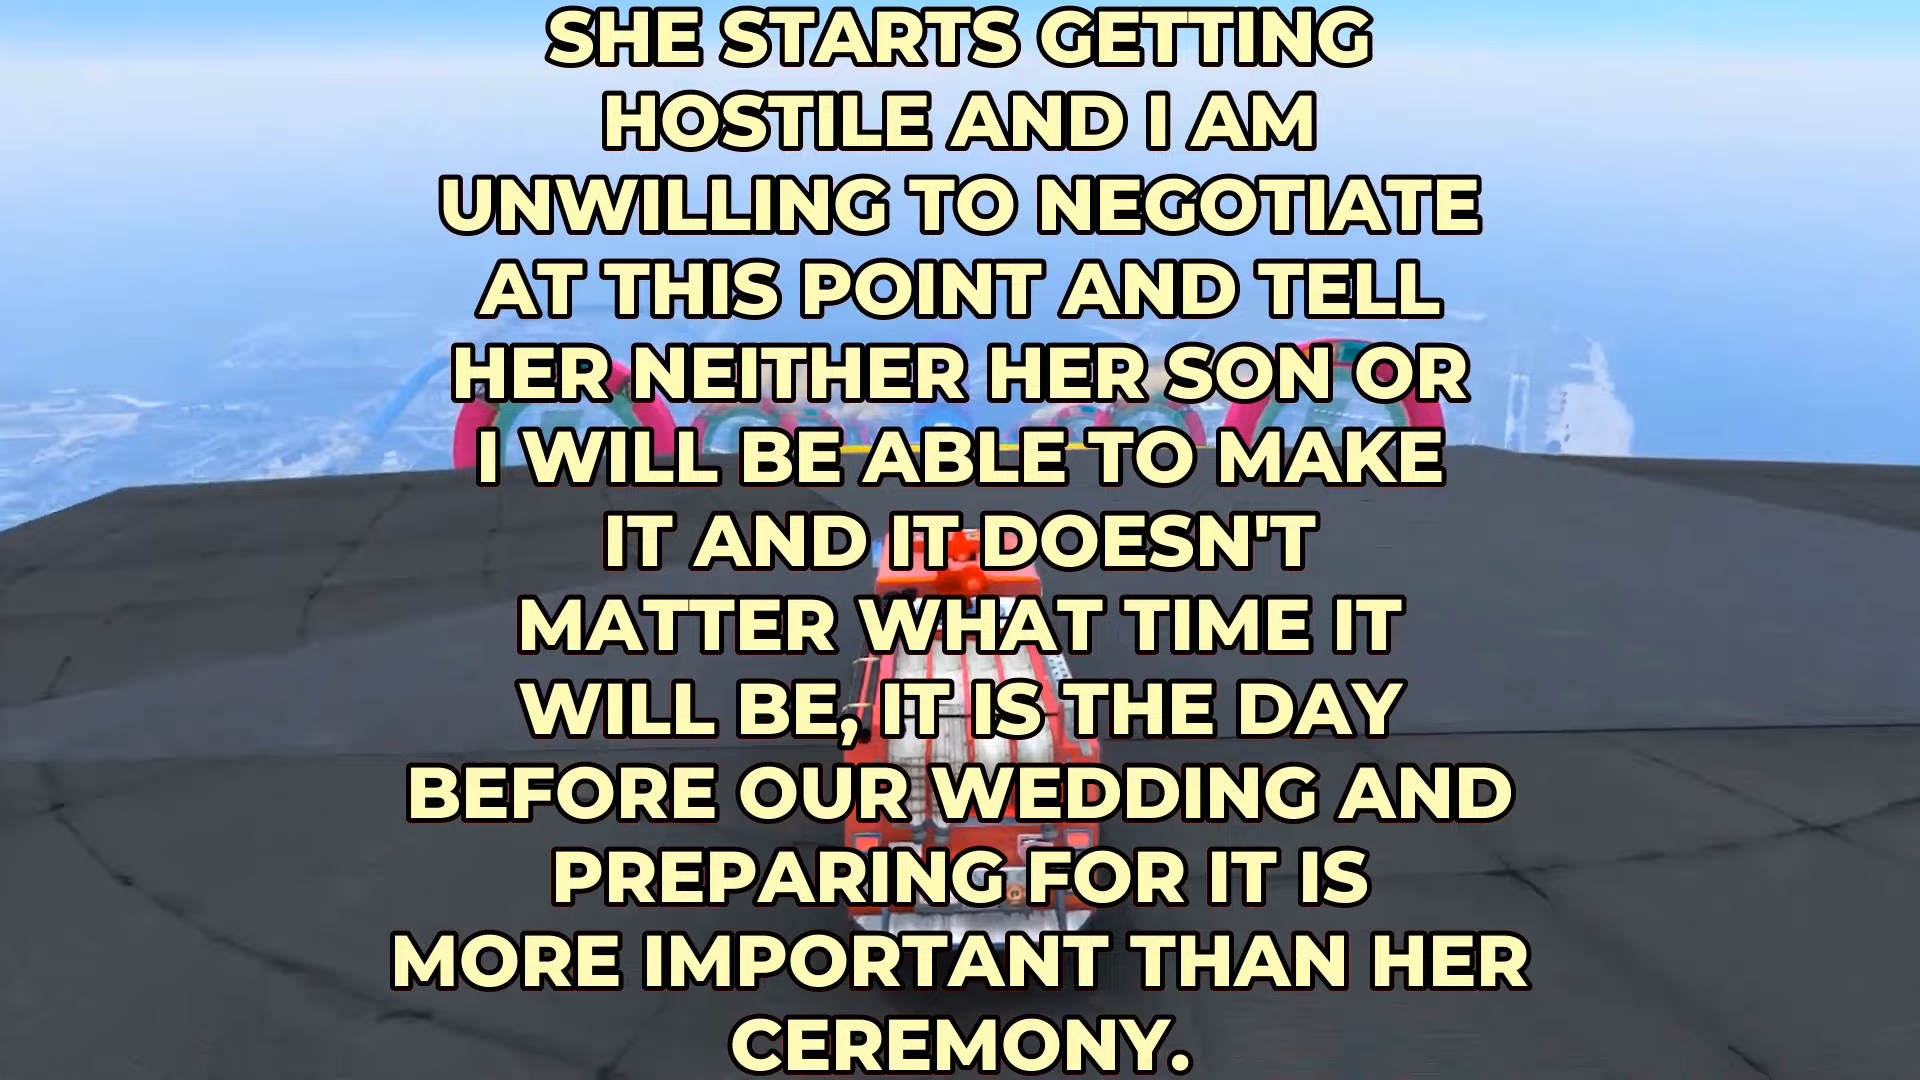 SHE STARTS GETTING
HOSTILE AND I AM
UNWILLING TO NEGOTIATE
AT THIS POINT AND TELL
HER NEITHER HER SON OR
I WILL BE ABLE TO MAKE
IT AND IT DOESN'T
MATTER WHAT TIME IT
WILL BE, IT IS THE DAY
BEFORE OUR WEDDING AND
PREPARING FOR IT IS
MORE IMPORTANT THAN HER
CEREMONY.